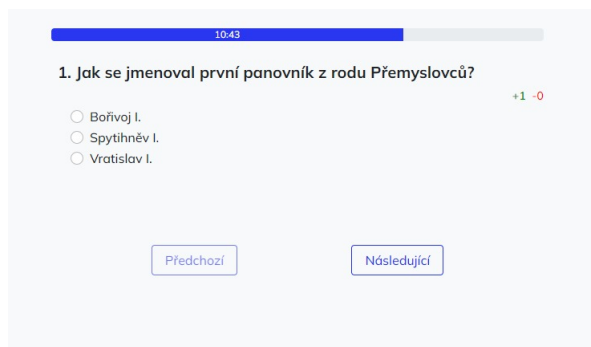 10:43
1. Jak se jmenoval první panovník z rodu Přemyslovců?
+1 -0
Bořivoj I.
Spytihněv I.
Vratislav I.
Předchozí Následující